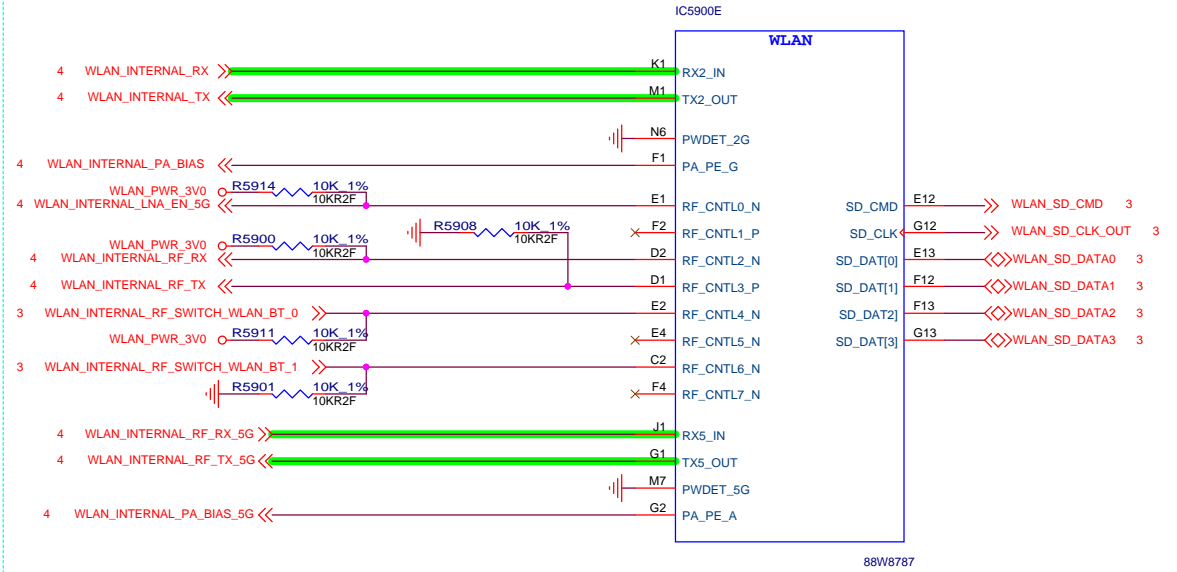 IC5900E
WLAN
4 WLAN_INTERNAL_RX K1 RX2_IN
4 WLAN_INTERNAL_TX M1 TX2_OUT
N6 PWDET_2G
4 WLAN_INTERNAL_PA_BIAS F1 PA_PE_G
WLAN_PWR_3V0 R5914 10K_1%
10KR2F
4 WLAN_INTERNAL_LNA_EN_5G E1 RF_CNTL0_N SD_CMD E12 WLAN_SD_CMD 3
R5908 10K_1%
10KR2F
F2 RF_CNTL1_P SD_CLK G12 WLAN_SD_CLK_OUT 3
WLAN_PWR_3V0 R5900 10K_1%
10KR2F
4 WLAN_INTERNAL_RF_RX D2 RF_CNTL2_N SD_DAT[0] E13 WLAN_SD_DATA0 3
4 WLAN_INTERNAL_RF_TX D1 RF_CNTL3_P SD_DAT[1] F12 WLAN_SD_DATA1 3
3 WLAN_INTERNAL_RF_SWITCH_WLAN_BT_0 E2 RF_CNTL4_N SD_DAT2] F13 WLAN_SD_DATA2 3
WLAN_PWR_3V0 R5911 10K_1% E4 RF_CNTL5_N SD_DAT[3] G13 WLAN_SD_DATA3 3
10KR2F
3 WLAN_INTERNAL_RF_SWITCH_WLAN_BT_1 C2 RF_CNTL6_N
R5901 10K_1% F4 RF_CNTL7_N
10KR2F
4 WLAN_INTERNAL_RF_RX_5G J1 RX5_IN
4 WLAN_INTERNAL_RF_TX_5G G1 TX5_OUT
M7 PWDET_5G
4 WLAN_INTERNAL_PA_BIAS_5G G2 PA_PE_A
88W8787